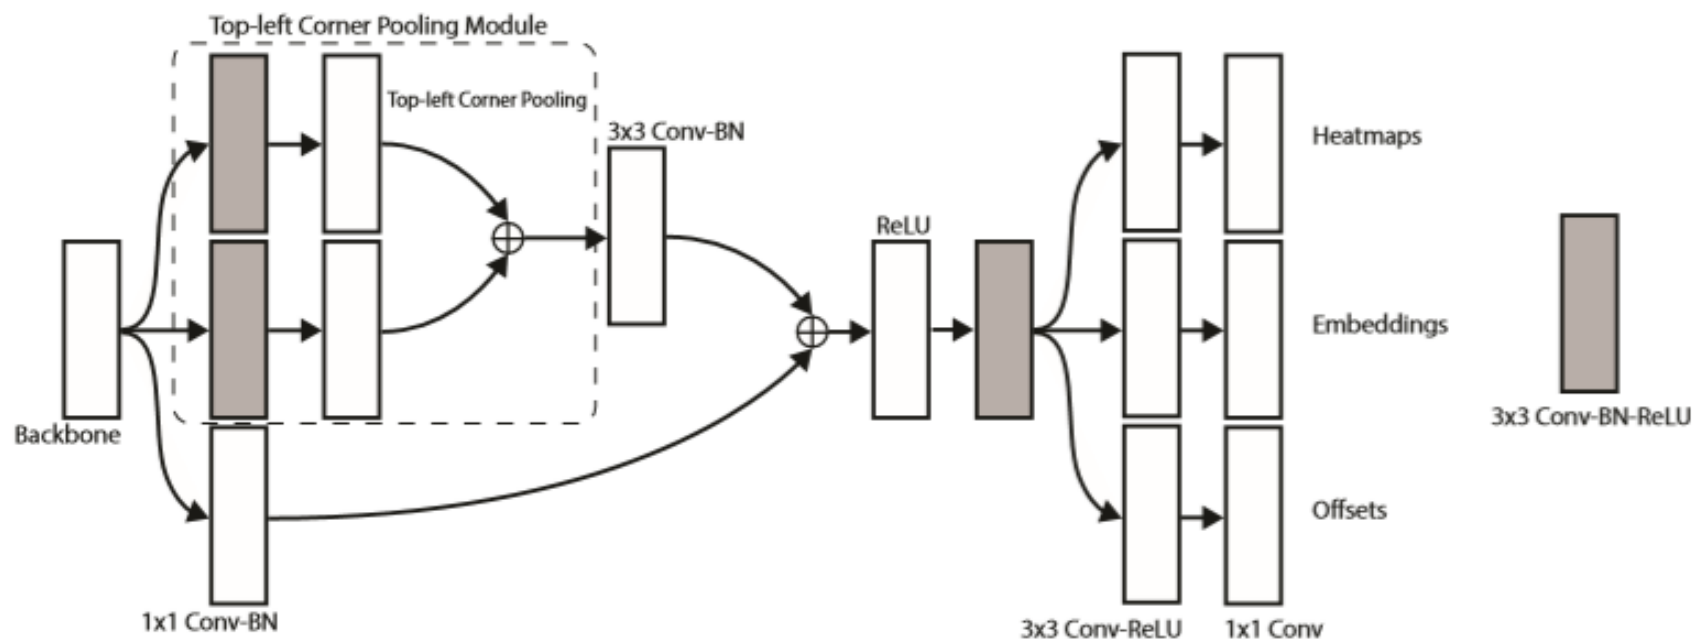 Top-left Corner Pooling Module
Top-left Corner Pooling
3x3 Conv-BN
ReLU
Heatmaps
Embeddings
Backbone
3x3 Conv-BN-ReLU
Offsets
1x1 Conv-BN
3x3 Conv-ReLU
1x1 Conv